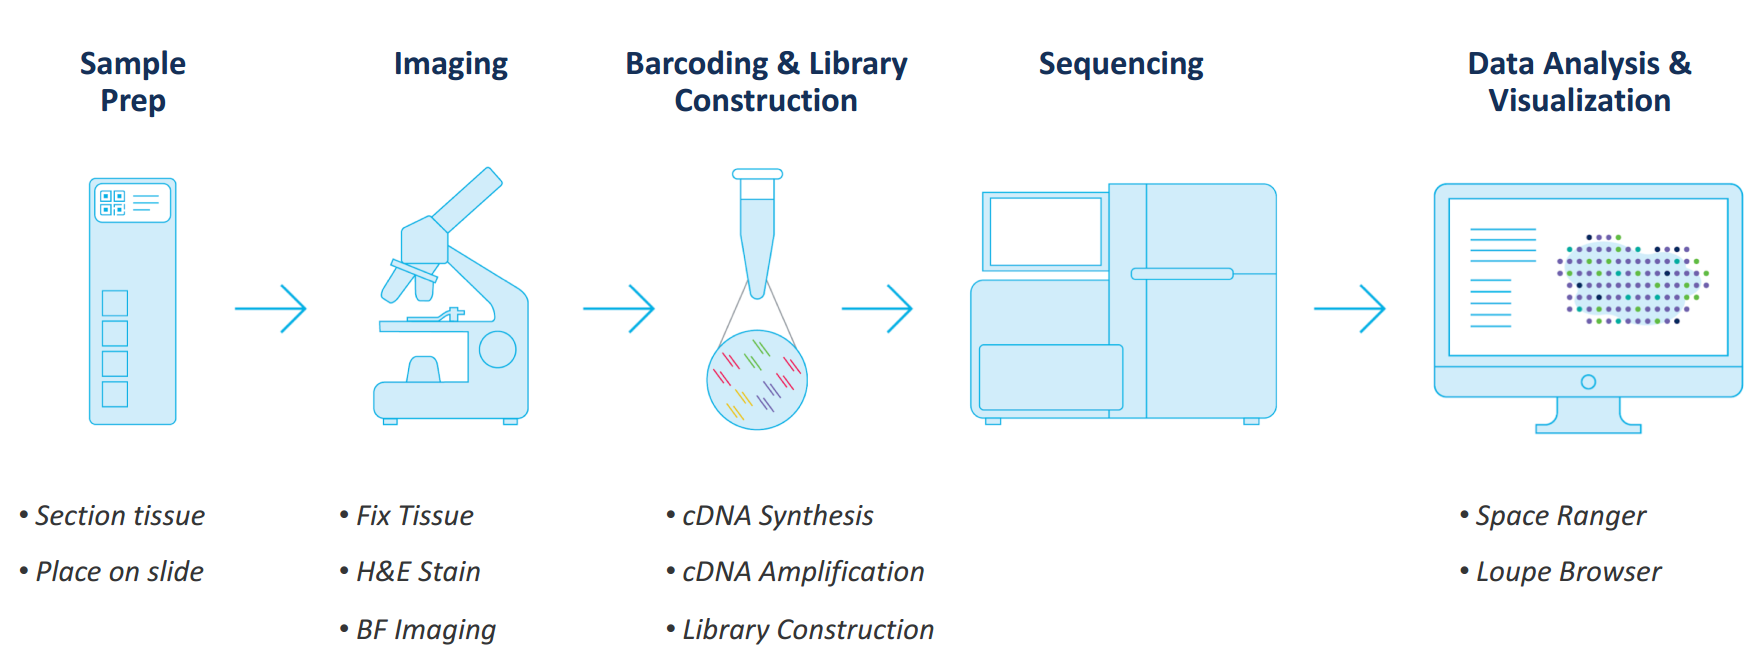 Sample
Prep
Imaging
Barcoding & Library
Construction
Sequencing
Data Analysis &
Visualization
• Section tissue
• Place on slide
• Fix Tissue
• H&E Stain
• BF Imaging
• cDNA Synthesis
• cDNA Amplification
• Library Construction
• Space Ranger
• Loupe Browser